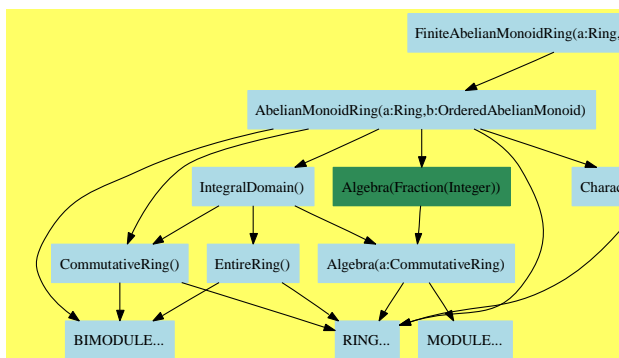 FiniteAbelianMonoidRing(a:Ring,
AbelianMonoidRing(a:Ring,b:OrderedAbelianMonoid)
IntegralDomain()
Algebra(Fraction(Integer))
Charac
CommutativeRing()
EntireRing()
Algebra(a:CommutativeRing)
BIMODULE...
RING...
MODULE...